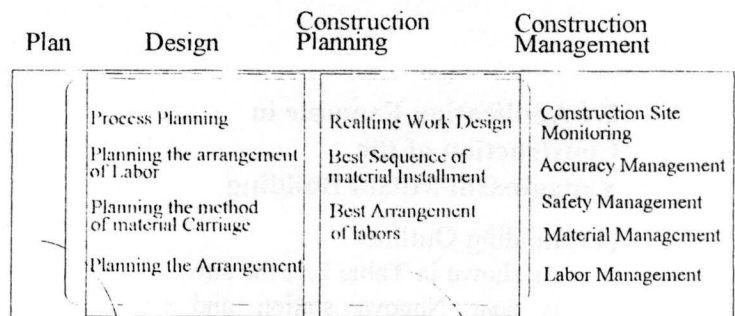 Plan
Design
Construction
Planning
Construction
Management
Process Planning
Planning the arrangement
of Labor
Planning the method
of material Carriage
Planning the Arrangement
Realtime Work Design
Best Sequence of
material Installment
Best Arrangement
of labors
Construction Site
Monitoring
Accuracy Management
Safety Management
Material Management
Labor Management